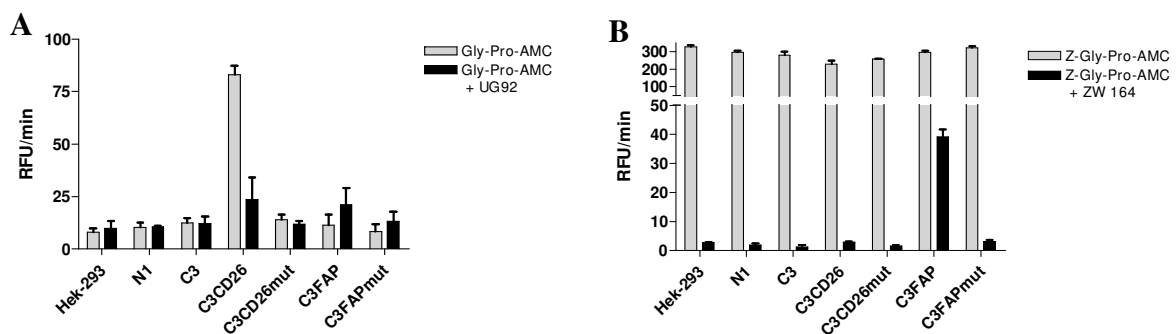 A
100
75
50
25
0
RFU/min
Hek-293
N1
C3
C3CD26
C3CD26mut
C3FAP
C3FAPmut
Gly-Pro-AMC
Gly-Pro-AMC
+ UG92
B
300
200
100
50
40
30
20
10
0
RFU/min
Hek-293
N1
C3
C3CD26
C3CD26mut
C3FAP
C3FAPmut
Z-Gly-Pro-AMC
Z-Gly-Pro-AMC
+ ZW 164